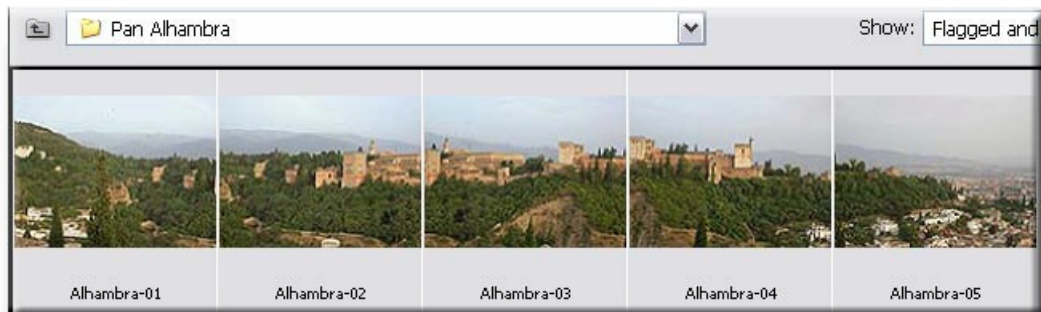 Pan Alhambra
Show: Flagged and
Alhambra-01 Alhambra-02 Alhambra-03 Alhambra-04 Alhambra-05